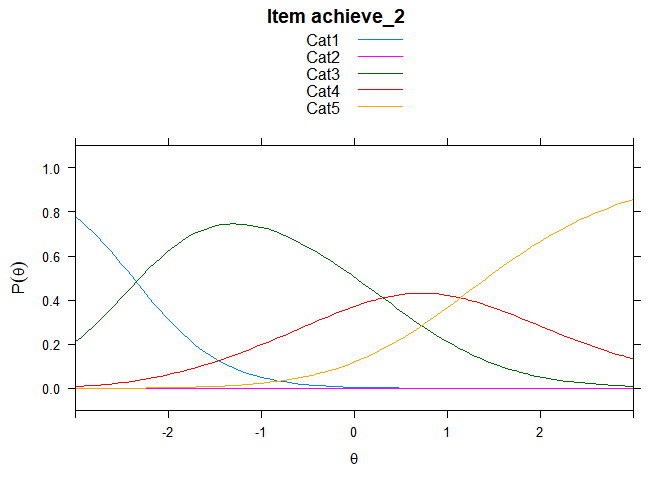 Item achieve_2
Cat1
Cat2
Cat3
Cat4
Cat5
1.0
0.8
0.6
0.4
0.2
0.0
P(θ)
-2 -1 0 1 2
θ